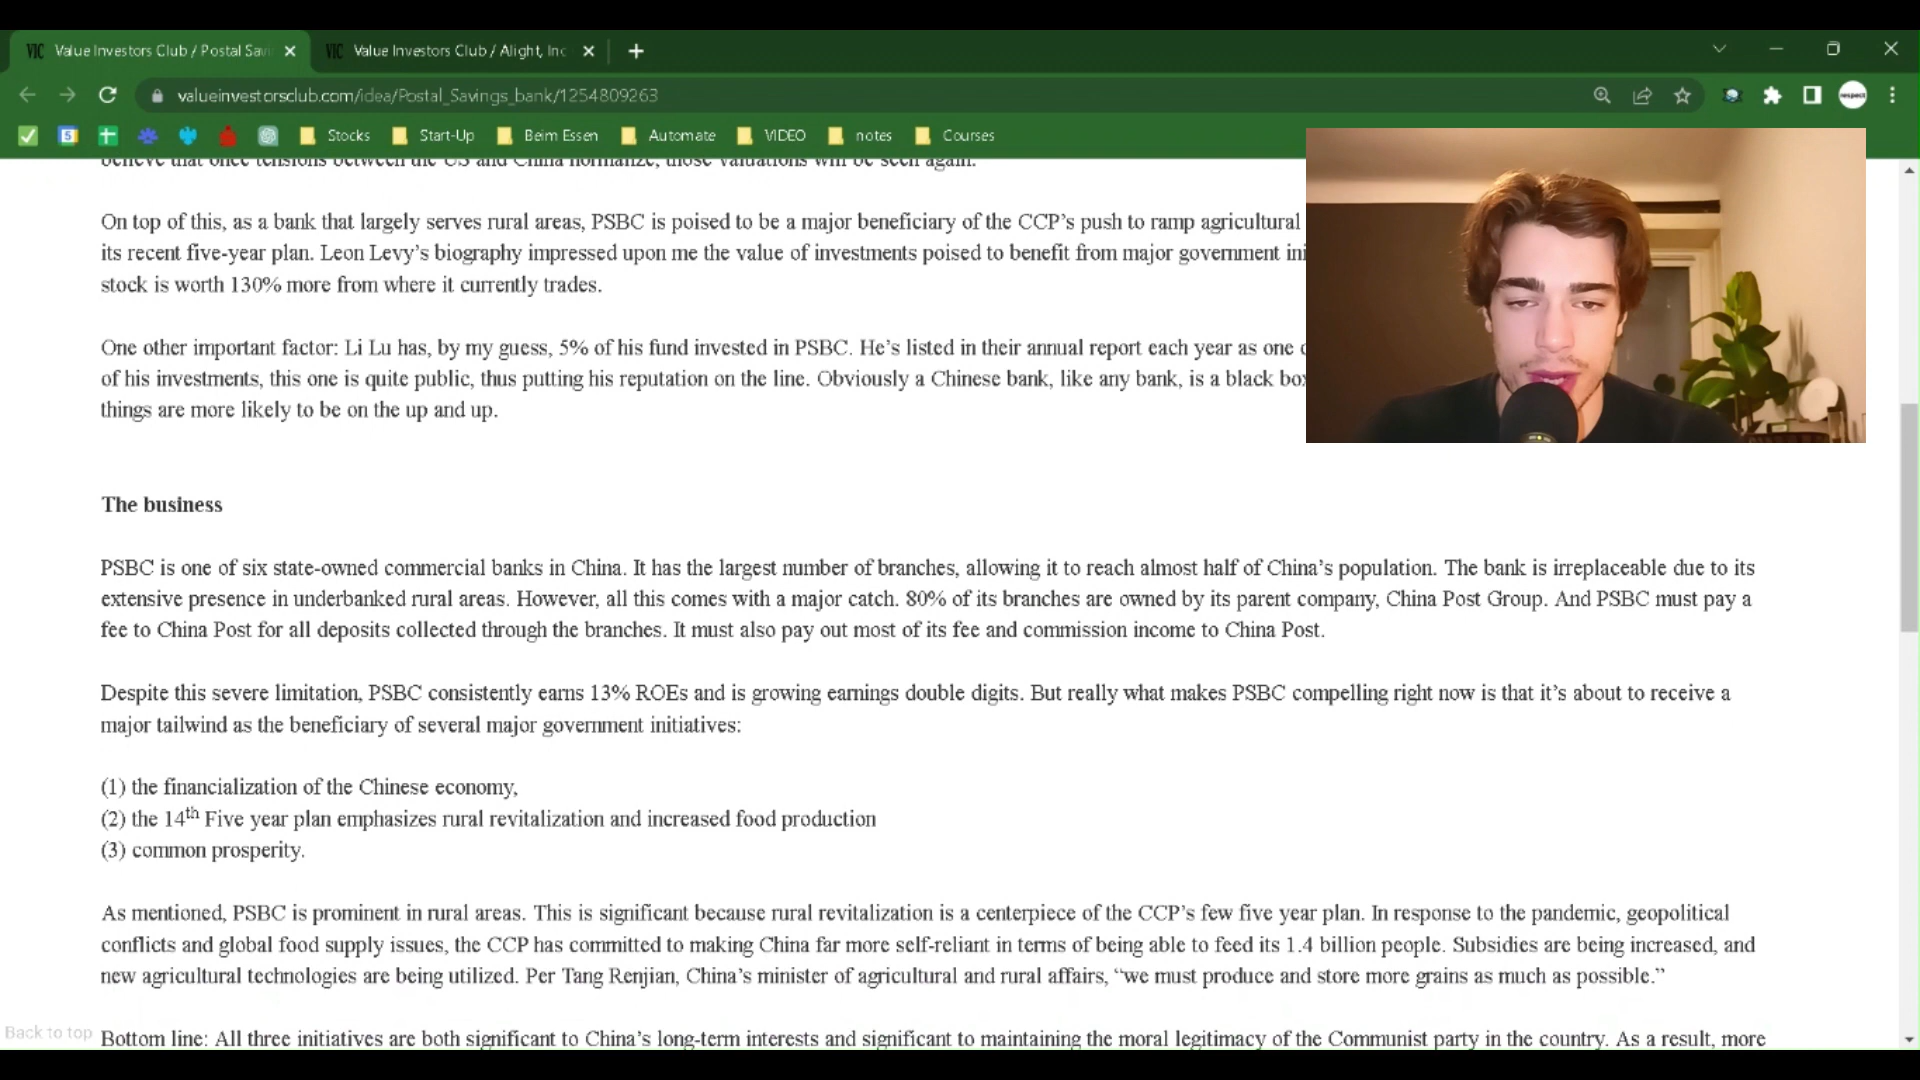 Value Investors Club / Postal Savi
Value Investors Club / Alight, Inc
valueinvestorsclub.com/idea/Postal_Savings_bank/1254809263
respect
Stocks
Start-Up
Beim Essen
Automate
VIDEO
notes
Courses
believe that once tensions between the US and China normalize, those valuations will be seen again.
On top of this, as a bank that largely serves rural areas, PSBC is poised to be a major beneficiary of the CCP’s push to ramp agricultural
its recent five-year plan. Leon Levy’s biography impressed upon me the value of investments poised to benefit from major government ini
stock is worth 130% more from where it currently trades.
One other important factor: Li Lu has, by my guess, 5% of his fund invested in PSBC. He’s listed in their annual report each year as one
of his investments, this one is quite public, thus putting his reputation on the line. Obviously a Chinese bank, like any bank, is a black box
things are more likely to be on the up and up.
The business
PSBC is one of six state-owned commercial banks in China. It has the largest number of branches, allowing it to reach almost half of China’s population. The bank is irreplaceable due to its
extensive presence in underbanked rural areas. However, all this comes with a major catch. 80% of its branches are owned by its parent company, China Post Group. And PSBC must pay a
fee to China Post for all deposits collected through the branches. It must also pay out most of its fee and commission income to China Post.
Despite this severe limitation, PSBC consistently earns 13% ROEs and is growing earnings double digits. But really what makes PSBC compelling right now is that it’s about to receive a
major tailwind as the beneficiary of several major government initiatives:
(1) the financialization of the Chinese economy,
(2) the 14th Five year plan emphasizes rural revitalization and increased food production
(3) common prosperity.
As mentioned, PSBC is prominent in rural areas. This is significant because rural revitalization is a centerpiece of the CCP’s few five year plan. In response to the pandemic, geopolitical
conflicts and global food supply issues, the CCP has committed to making China far more self-reliant in terms of being able to feed its 1.4 billion people. Subsidies are being increased, and
new agricultural technologies are being utilized. Per Tang Renjian, China’s minister of agricultural and rural affairs, “we must produce and store more grains as much as possible.”
Back to top
Bottom line: All three initiatives are both significant to China’s long-term interests and significant to maintaining the moral legitimacy of the Communist party in the country. As a result, more